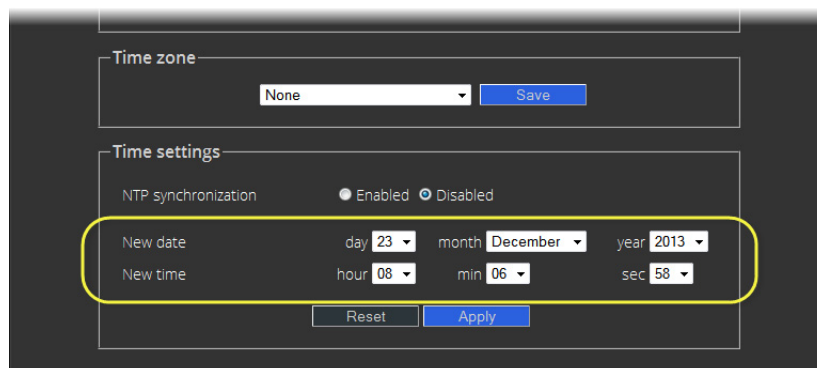 Time zone
None Save
Time settings
NTP synchronization Enabled Disabled
New date day 23 month December year 2013
New time hour 08 min 06 sec 58
Reset Apply